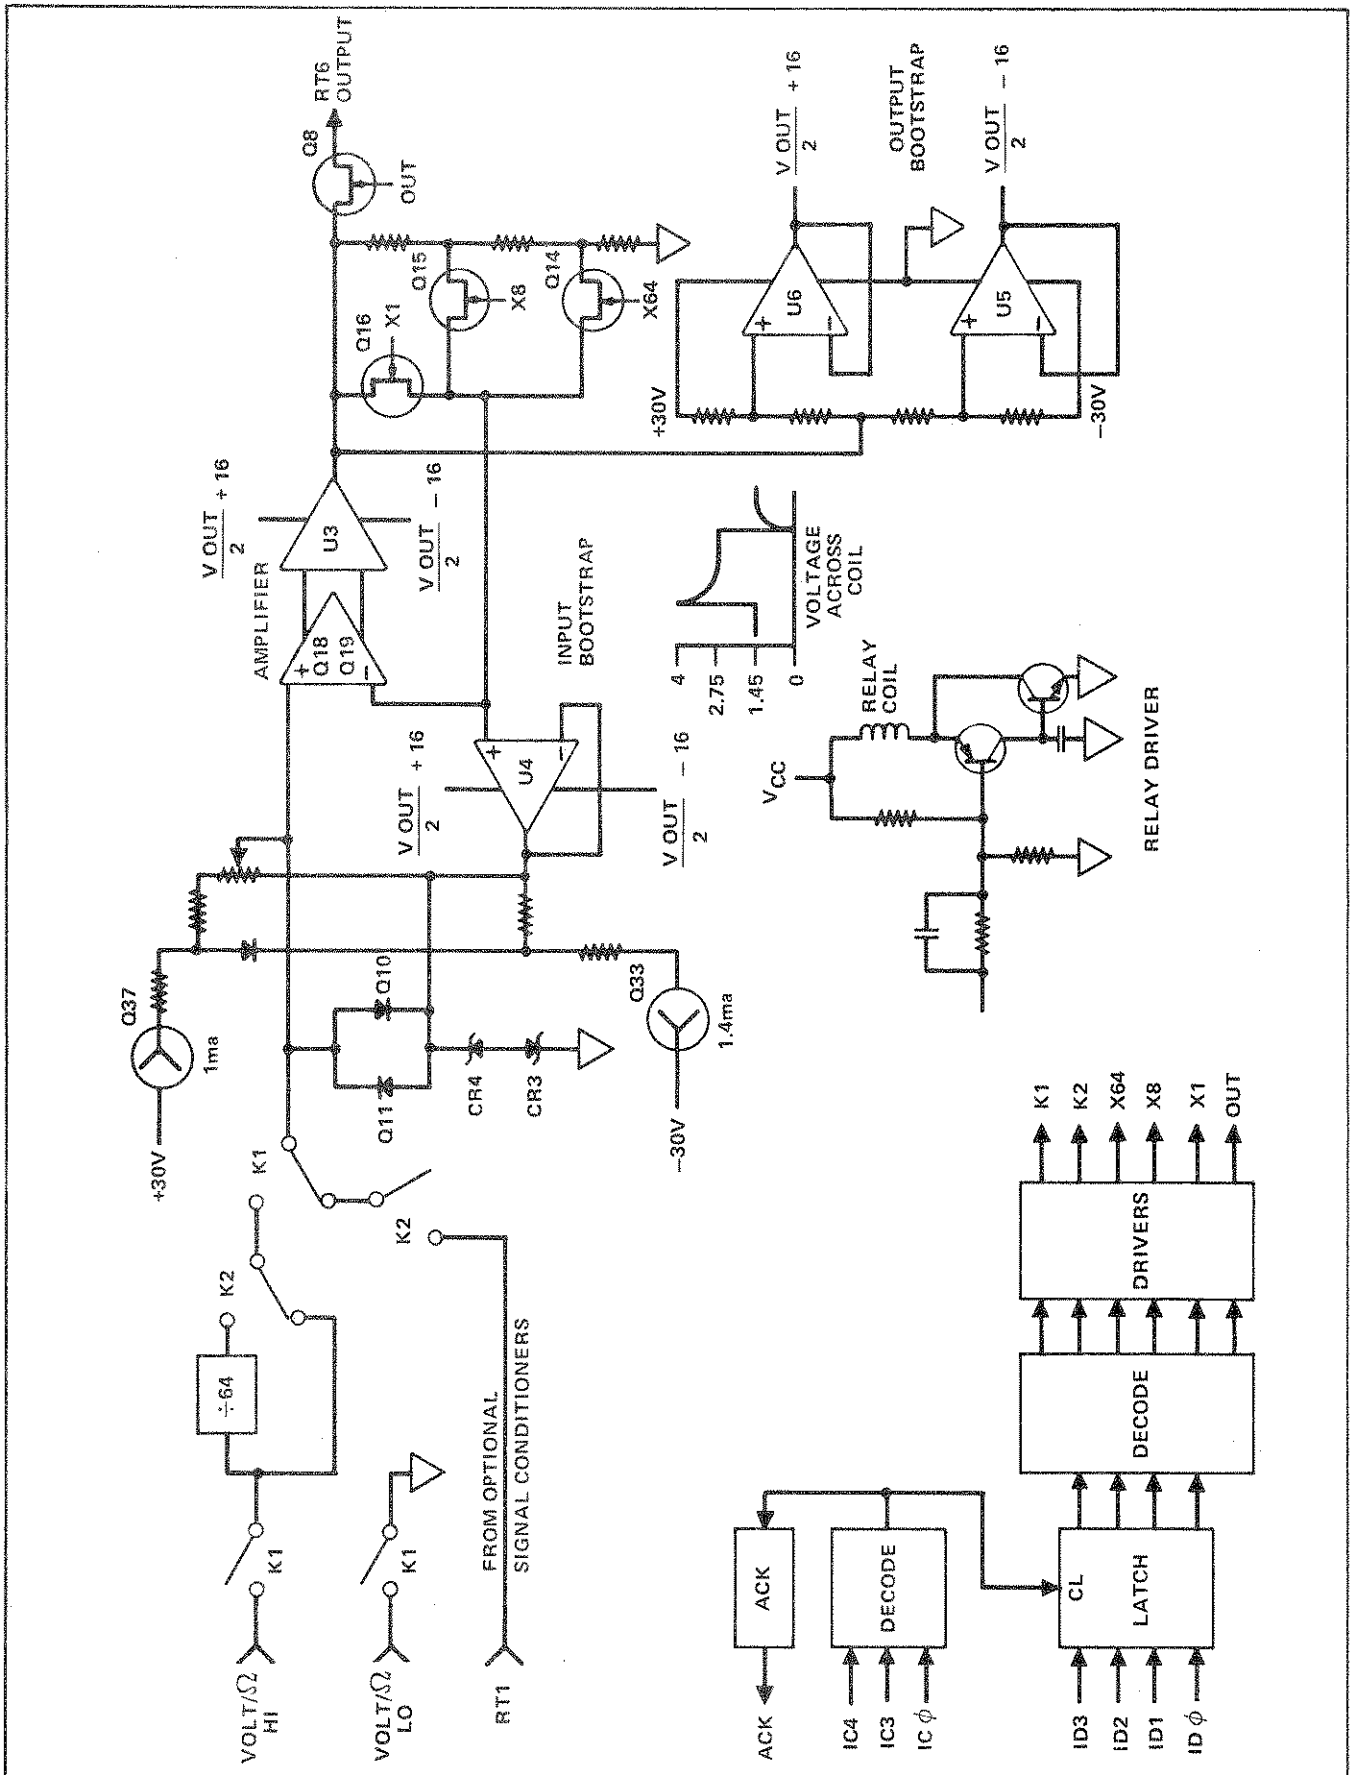 VOLT/Ω
HI
K1
÷64
K2
K1
+30V
1ma
Q37
VOLT/Ω
LO
K1
RT1
FROM OPTIONAL
SIGNAL CONDITIONERS
K2
Q11
Q10
CR4
CR3
-30V
1.4ma
Q33
AMPLIFIER
+
Q18
Q19
-
U3
V OUT
2
+ 16
V OUT
2
- 16
V OUT
2
+ 16
+
U4
-
V OUT
2
- 16
INPUT
BOOTSTRAP
Q16
X1
Q15
X8
Q14
X64
Q8
OUT
RT6
OUTPUT
+30V
+
U6
-
V OUT
2
+ 16
OUTPUT
BOOTSTRAP
+
U5
-
-30V
V OUT
2
- 16
4
2.75
1.45
0
VOLTAGE
ACROSS
COIL
VCC
RELAY
COIL
RELAY DRIVER
ACK
ACK
IC4
IC3
IC ϕ
DECODE
ID3
ID2
ID1
ID ϕ
CL
LATCH
DECODE
DRIVERS
K1
K2
X64
X8
X1
OUT